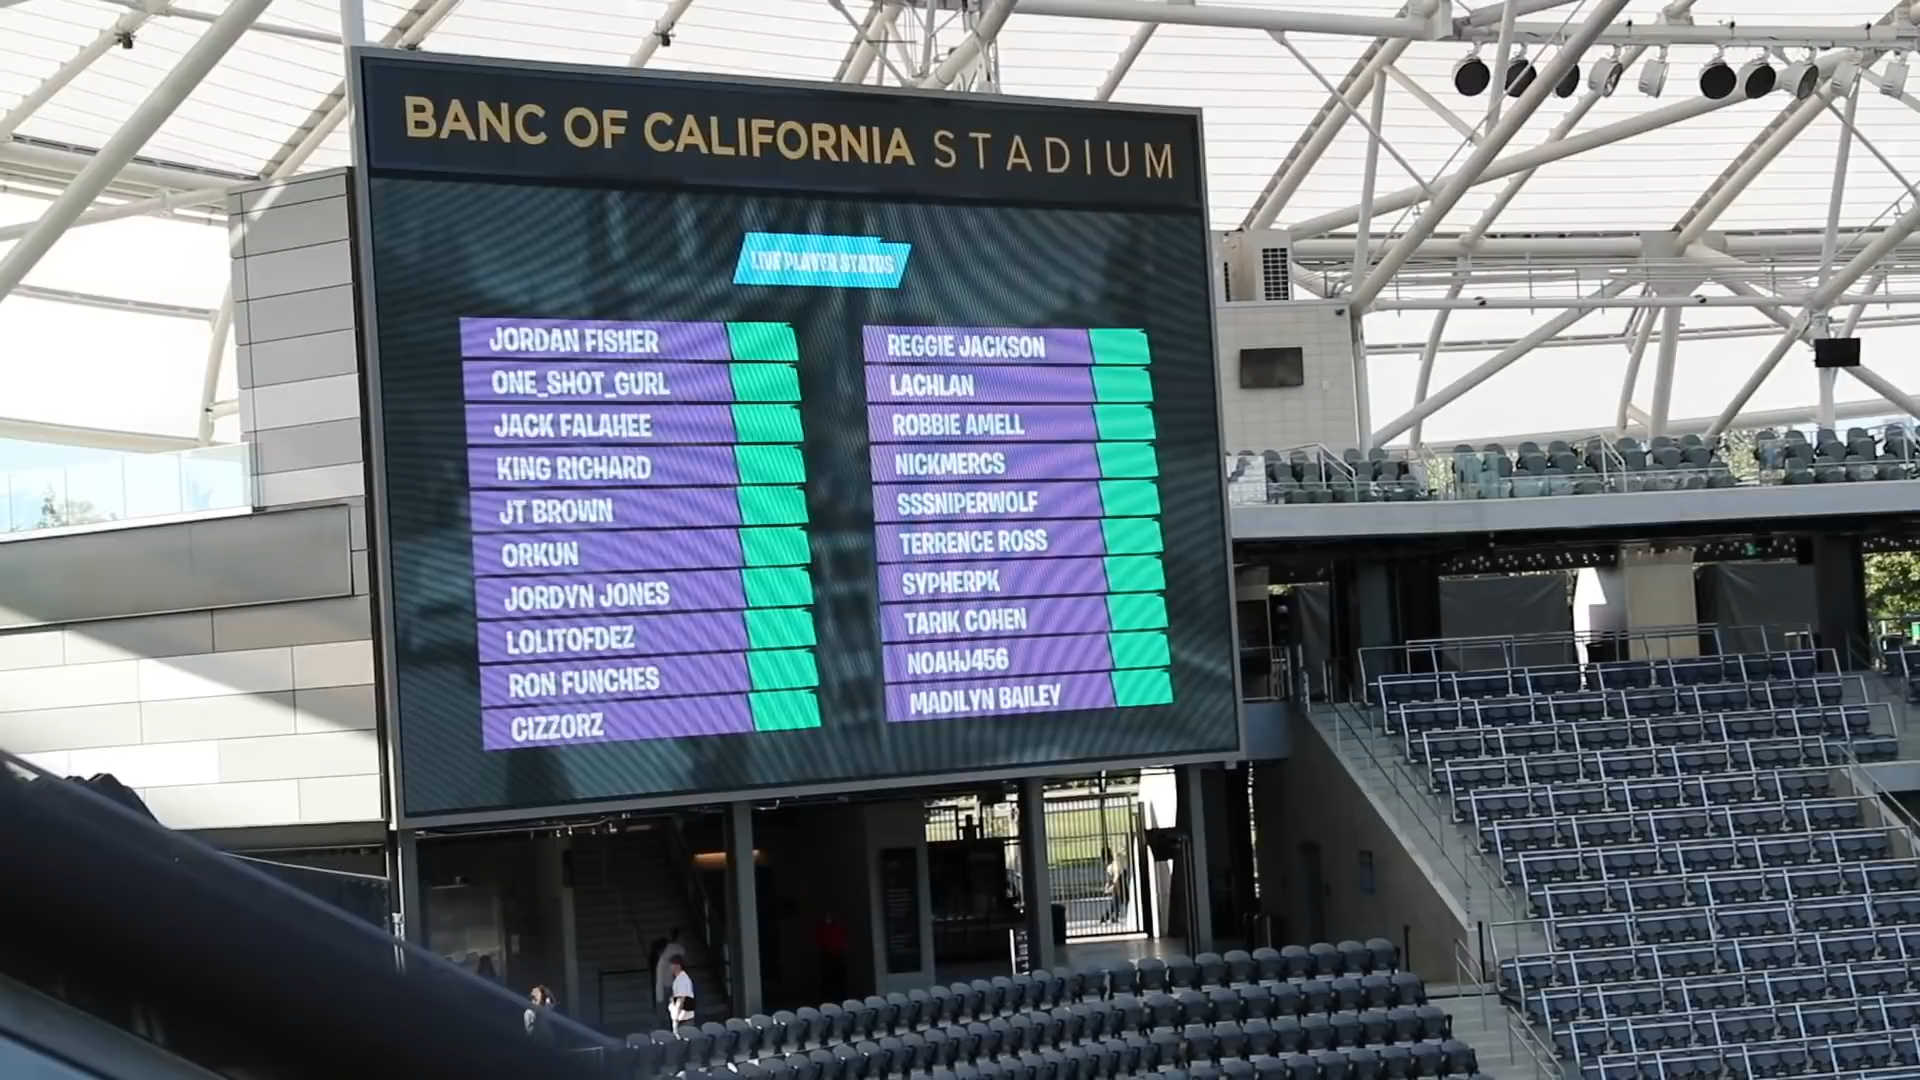 BANC OF CALIFORNIA STADIUM
LIVE PLAYER STATUS
JORDAN FISHER
ONE_SHOT_GURL
JACK FALAHEE
KING RICHARD
JT BROWN
ORKUN
JORDYN JONES
LOLITOFDEZ
RON FUNCHES
CIZZORZ
REGGIE JACKSON
LACHLAN
ROBBIE AMELL
NICKMERCS
SSSNIPERWOLF
TERRENCE ROSS
SYPHERPK
TARIK COHEN
NOAHJ456
MADILYN BAILEY